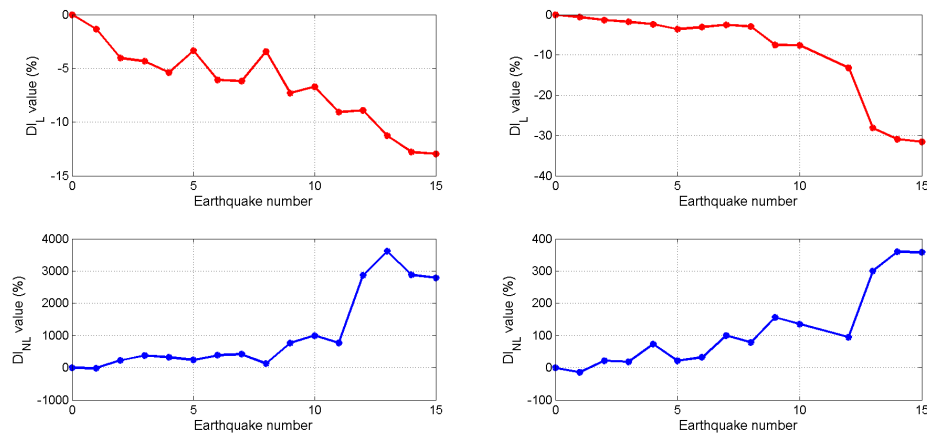 0
-5
-10
-15
DI_L value (%)
0 5 10 15
Earthquake number
0
-10
-20
-30
-40
DI_L value (%)
0 5 10 15
Earthquake number
4000
3000
2000
1000
0
-1000
DI_NL value (%)
0 5 10 15
Earthquake number
400
300
200
100
0
-100
DI_NL value (%)
0 5 10 15
Earthquake number